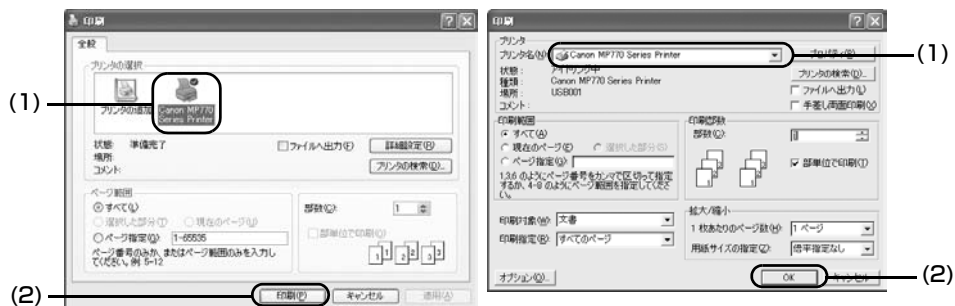 印刷
全般
プリンタの選択
プリンタの追加
Canon MP770
Series Printer
(1)
状態: 準備完了
場所:
コメント:
ファイルへ出力(F)
詳細設定(R)
プリンタの検索(D)...
ページ範囲
すべて(L)
選択した部分(T)
現在のページ(U)
ページ指定(G): 1-65535
ページ番号のみか、またはページ範囲のみを入力し
てください。例 5-12
部数(C): 1
部単位で印刷(O)
1 1 2 2 3 3
(2)
印刷(P)
キャンセル
適用(A)
印刷
プリンタ
プリンタ名(N): Canon MP770 Series Printer
(1)
プロパティ(P)
状態: アイドリング中
種類: Canon MP770 Series Printer
場所: USB001
コメント:
プリンタの検索(D)...
ファイルへ出力(L)
手差し両面印刷(X)
印刷範囲
すべて(A)
現在のページ(E)
選択した部分(S)
ページ指定(G):
1,3,6 のようにページ番号をカンマで区切って指定
するか、4-8 のようにページ範囲を指定してくださ
い。
印刷部数
部数(C): 1
部単位で印刷(T)
印刷対象(W): 文書
印刷指定(R): すべてのページ
拡大/縮小
1 枚あたりのページ数(H): 1 ページ
用紙サイズの指定(Z): 倍率指定なし
オプション(O)...
OK
キャンセル
(2)